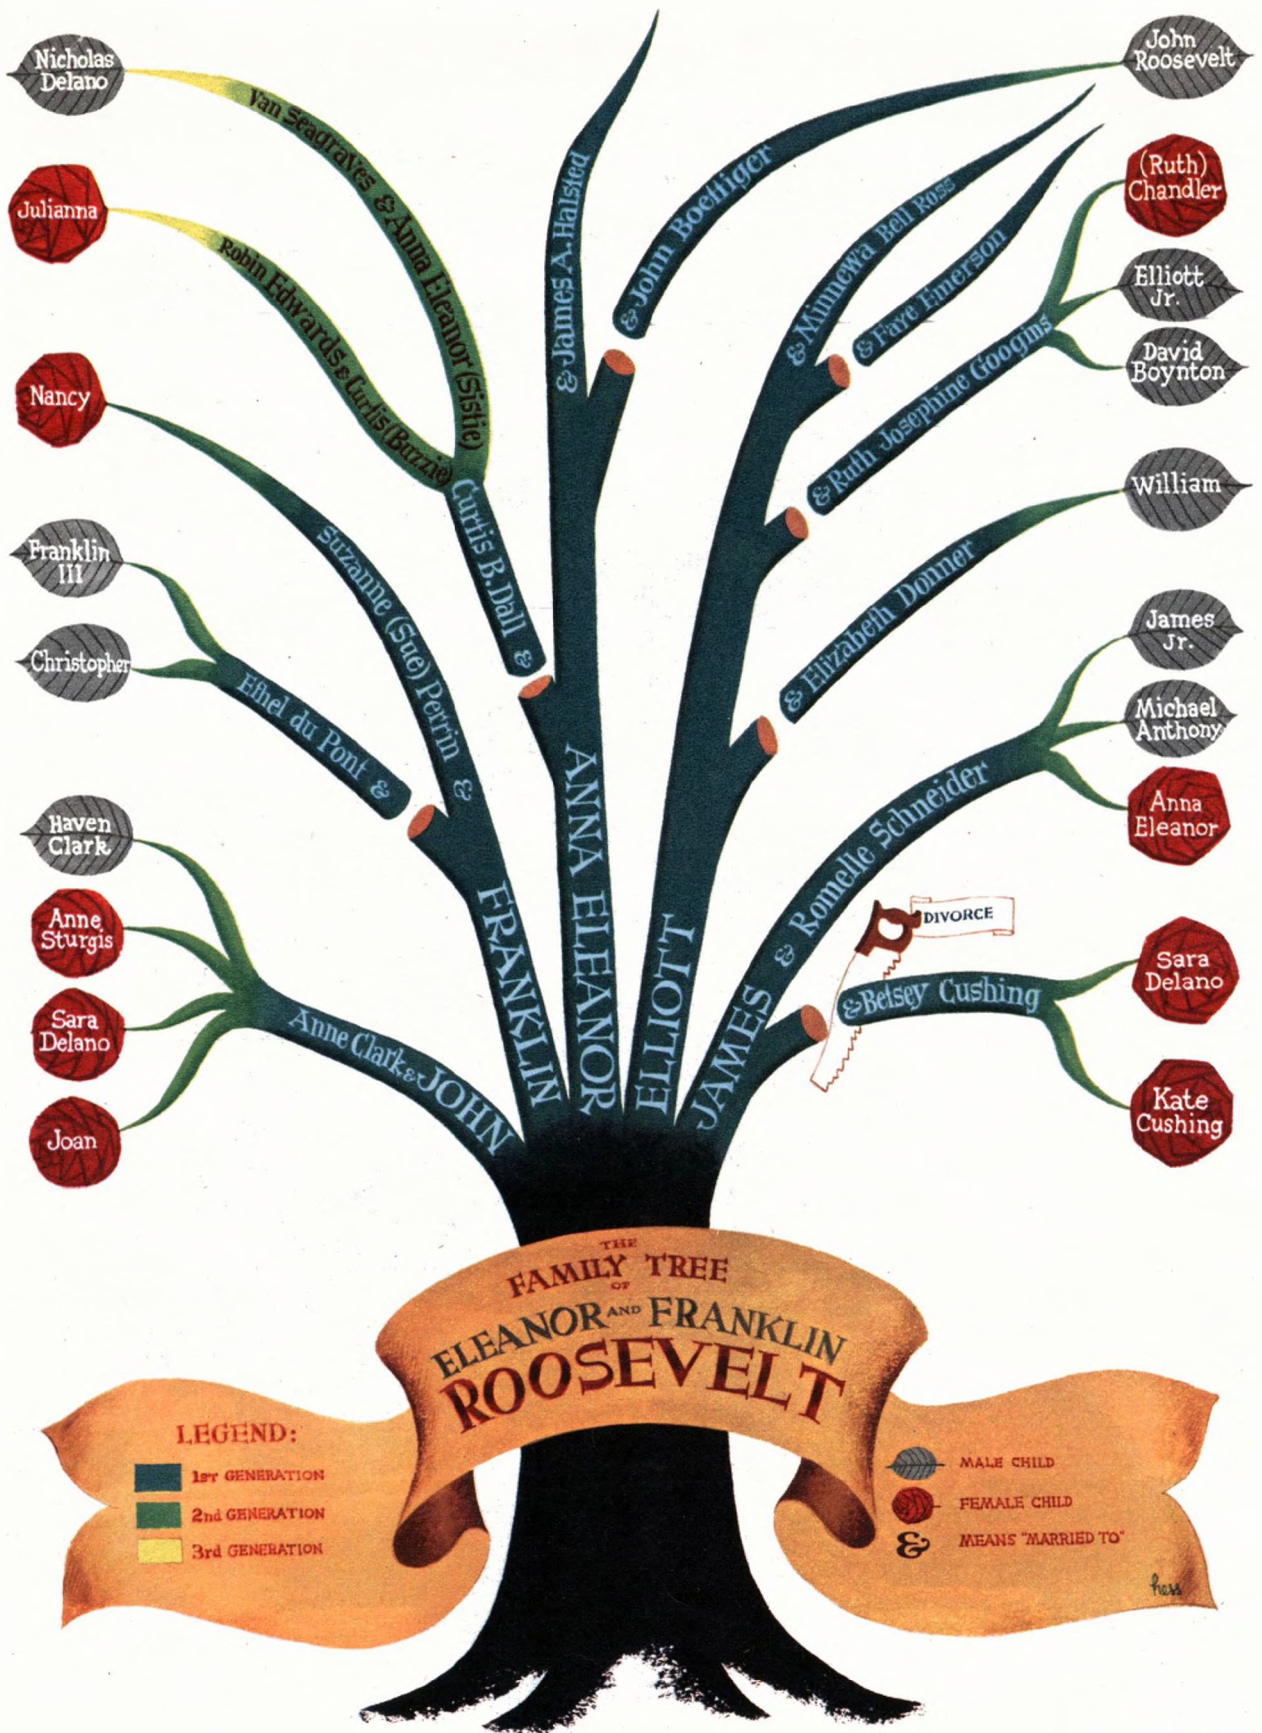 Nicholas
Delano
Van Seagraves & Anna Eleanor (Sistie)
Julianna
Robin Edwards & Curtis (Buzzie)
Curtis B. Dall &
Nancy
Suzanne (Sue) Perrin &
Franklin
III
Christopher
Ethel du Pont &
FRANKLIN
Haven
Clark
Anne
Sturgis
Sara
Delano
Joan
Anne Clark & JOHN
& James A. Halsted
& John Boettiger
John
Roosevelt
ANNA ELEANOR
& Minnewa Bell Ross
& Faye Emerson
& Ruth Josephine Googins
(Ruth)
Chandler
Elliott
Jr.
David
Boynton
& Elizabeth Donner
William
ELLIOTT
JAMES & Romelle Schneider
James
Jr.
Michael
Anthony
Anna
Eleanor
DIVORCE
& Betsey Cushing
Sara
Delano
Kate
Cushing
THE
FAMILY TREE
OF
ELEANOR AND FRANKLIN
ROOSEVELT
LEGEND:
1st GENERATION
2nd GENERATION
3rd GENERATION
MALE CHILD
FEMALE CHILD
& MEANS "MARRIED TO"
hess